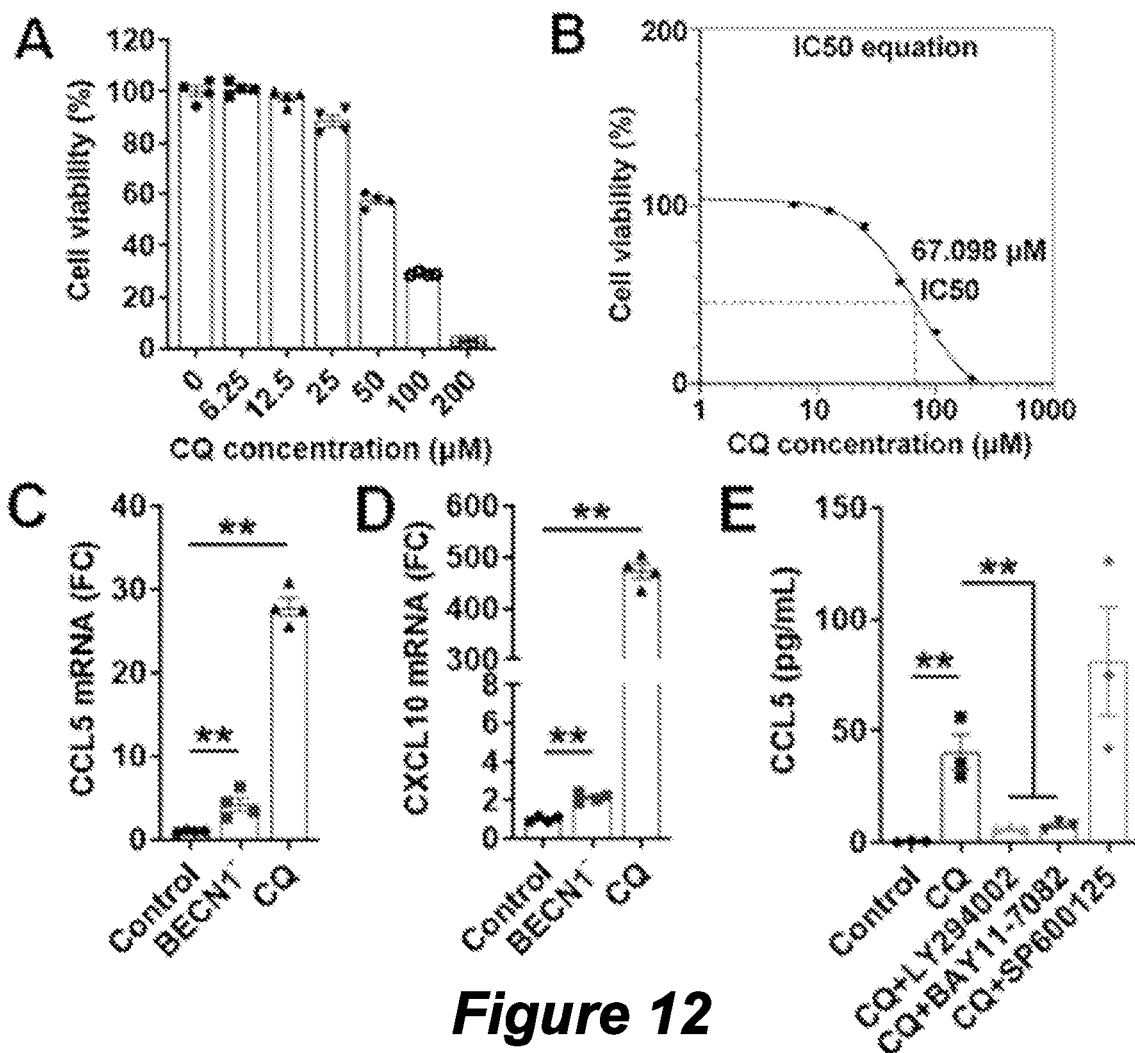 A
Cell viability (%)
120
100
80
60
40
20
0
0
6.25
12.5
25
50
100
200
CQ concentration (µM)
B
Cell viability (%)
200
100
0
IC50 equation
67.098 µM
IC50
1
10
100
1000
CQ concentration (µM)
C
CCL5 mRNA (FC)
40
30
20
10
0
**
**
Control
BECN1-
CQ
D
CXCL10 mRNA (FC)
600
500
400
300
8
6
4
2
0
**
**
Control
BECN1-
CQ
E
CCL5 (pg/mL)
150
100
50
0
**
**
Control
CQ
CQ+LY294002
CQ+BAY11-7082
CQ+SP600125
Figure 12